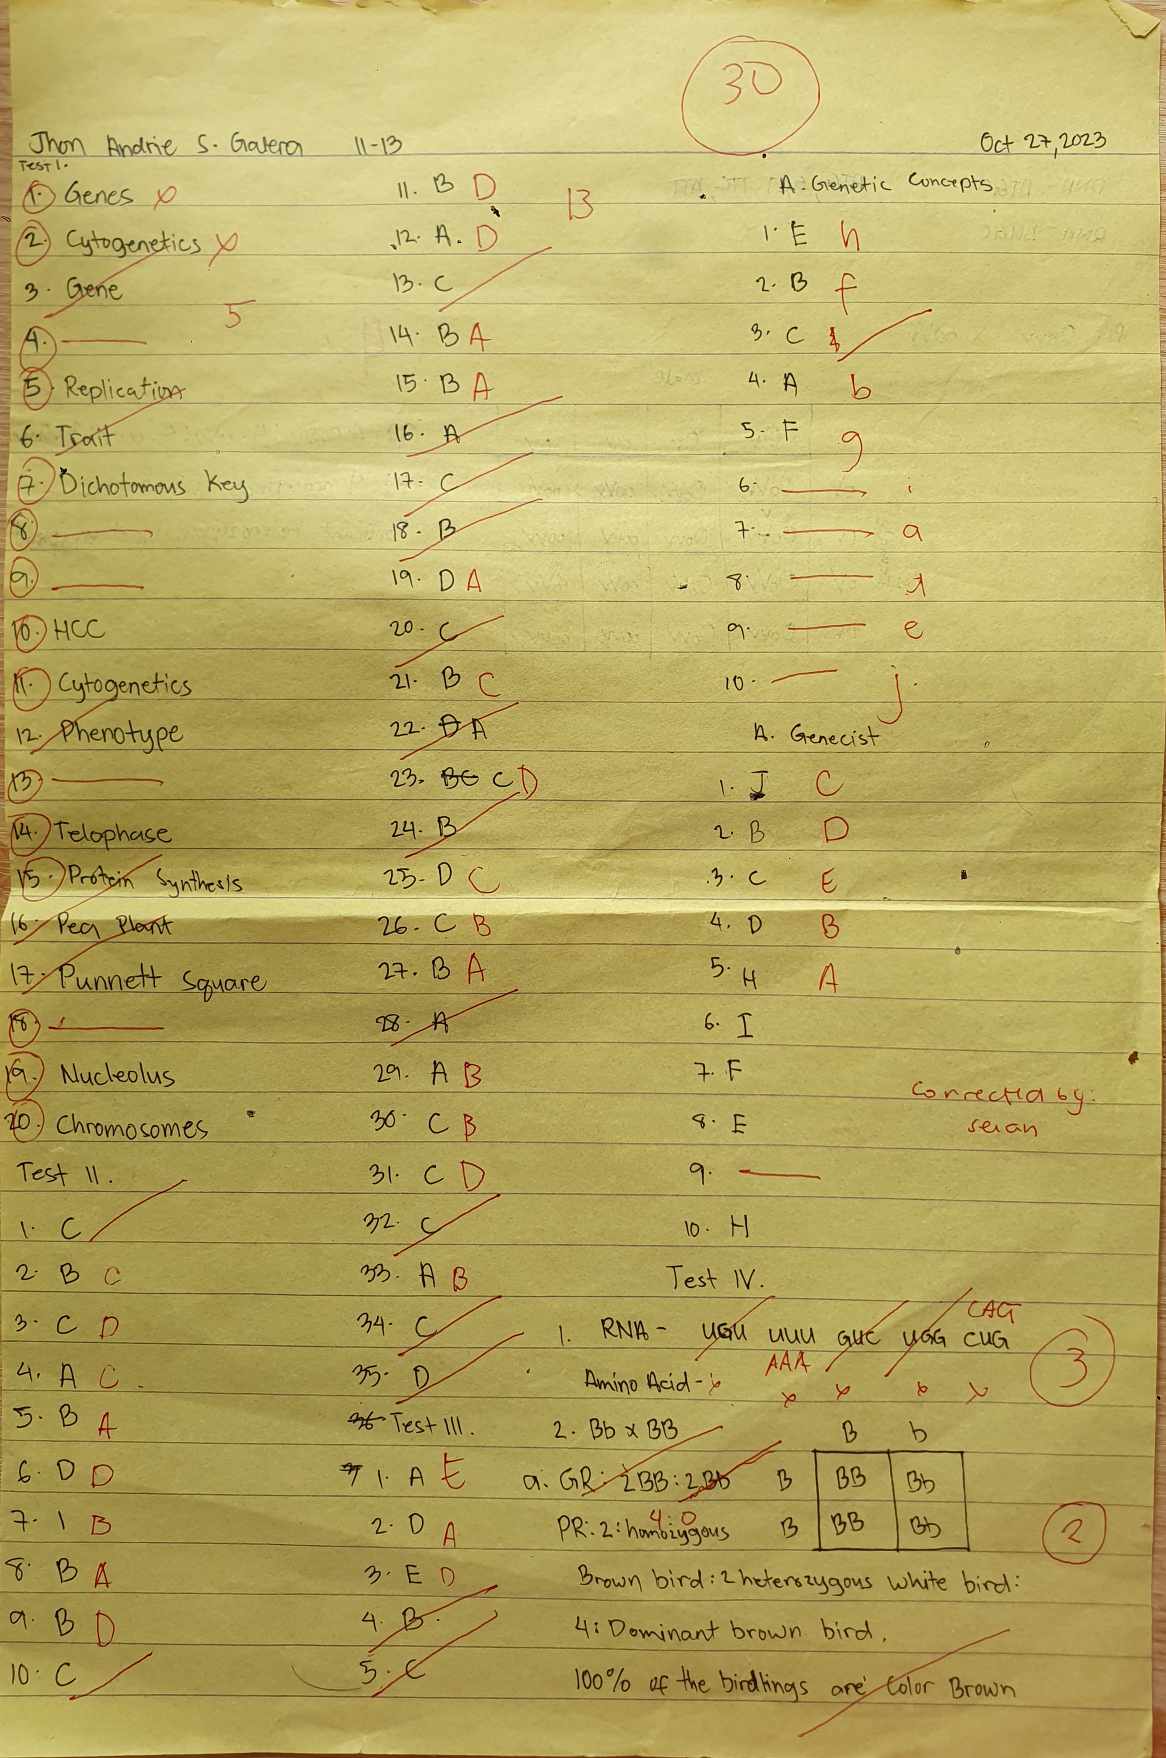 30
Jhon Andrie S. Galera 11-13 Oct 27, 2023
Test 1.
1. Genes x
2. Cytogenetics x
3. Gene
5
4. —
5. Replication
6. Trait
7. Dichotomous Key
8. —
9. —
10. HCC
11. Cytogenetics
12. Phenotype
13. —
14. Telophase
15. Protein Synthesis
16. Pea Plant
17. Punnett Square
18. —
19. Nucleolus
20. Chromosomes
Test II.
1. C
2. B C
3. C D
4. A C
5. B A
6. D D
7. 1 B
8. B A
9. B D
10. C
11. B D
13
12. A. D
13. C
14. B A
15. B A
16. A
17. C
18. B
19. D A
20. C
21. B C
22. A
23. C D
24. B
25. D C
26. C B
27. B A
28. A
29. A B
30. C B
31. C D
32. C
33. A B
34. C
35. D
Test III.
1. A E
2. D A
3. E D
4. B.
5. C
A. Genetic Concepts
1. E h
2. B f
3. C
4. A b
5. F g
6. — i
7. — a
8. — d
9. — e
10. — j
A. Genecist
1. J C
2. B D
3. C E
4. D B
5. H A
6. I
7. F
8. E
9. —
10. H
Corrected by:
seian
Test IV.
CAG
1. RNA- UGU UUU GUC UGG CUG
AAA
3
Amino Acid- x x x x x
2. Bb x BB
B b
a. GR: 2BB:2Bb B BB Bb
4:0
PR: 2: homozygous B BB Bb
2
Brown bird: 2 heterozygous white bird:
4: Dominant brown bird.
100% of the birdlings are Color Brown